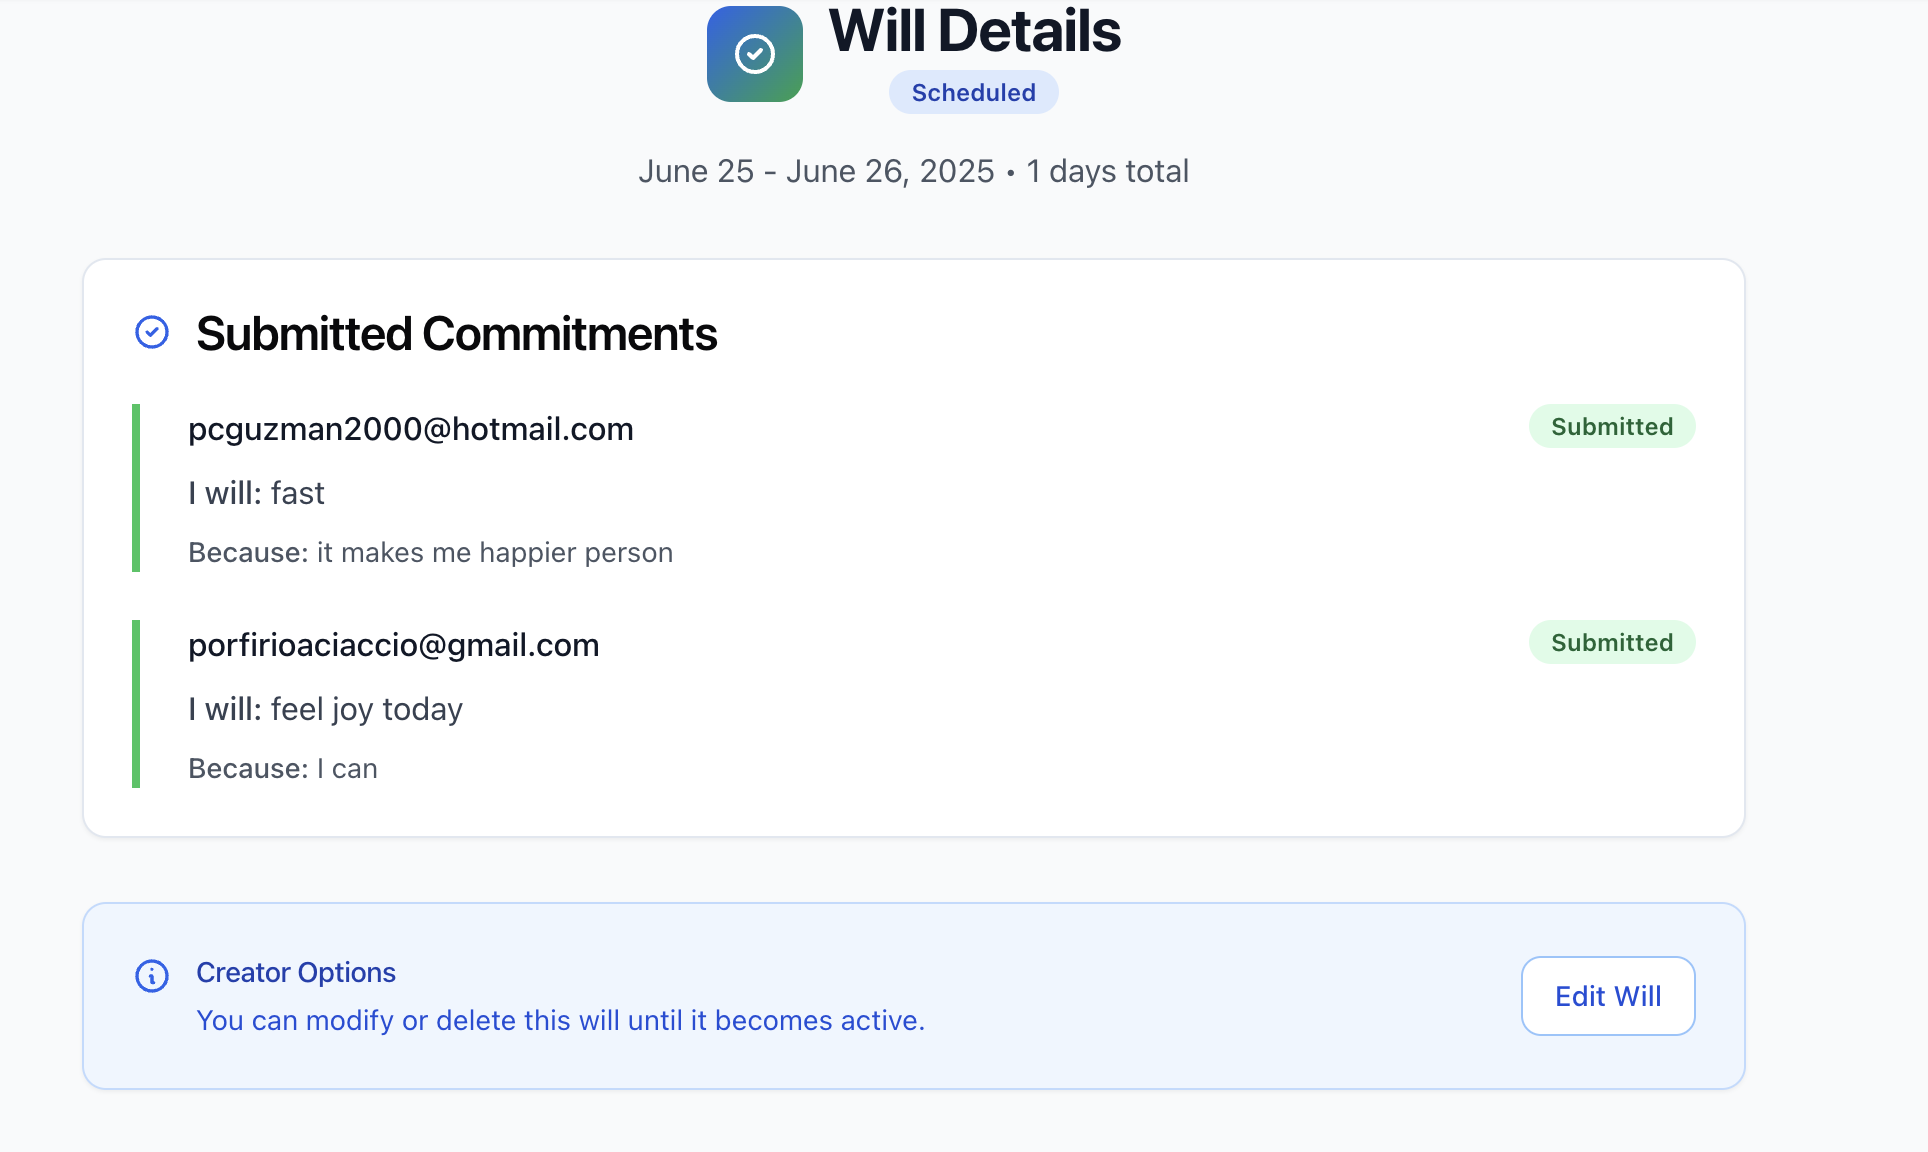 Will Details
Scheduled
June 25 - June 26, 2025 • 1 days total
Submitted Commitments
pcguzman2000@hotmail.com
Submitted
I will: fast
Because: it makes me happier person
porfirioaciaccio@gmail.com
Submitted
I will: feel joy today
Because: I can
Creator Options
You can modify or delete this will until it becomes active.
Edit Will